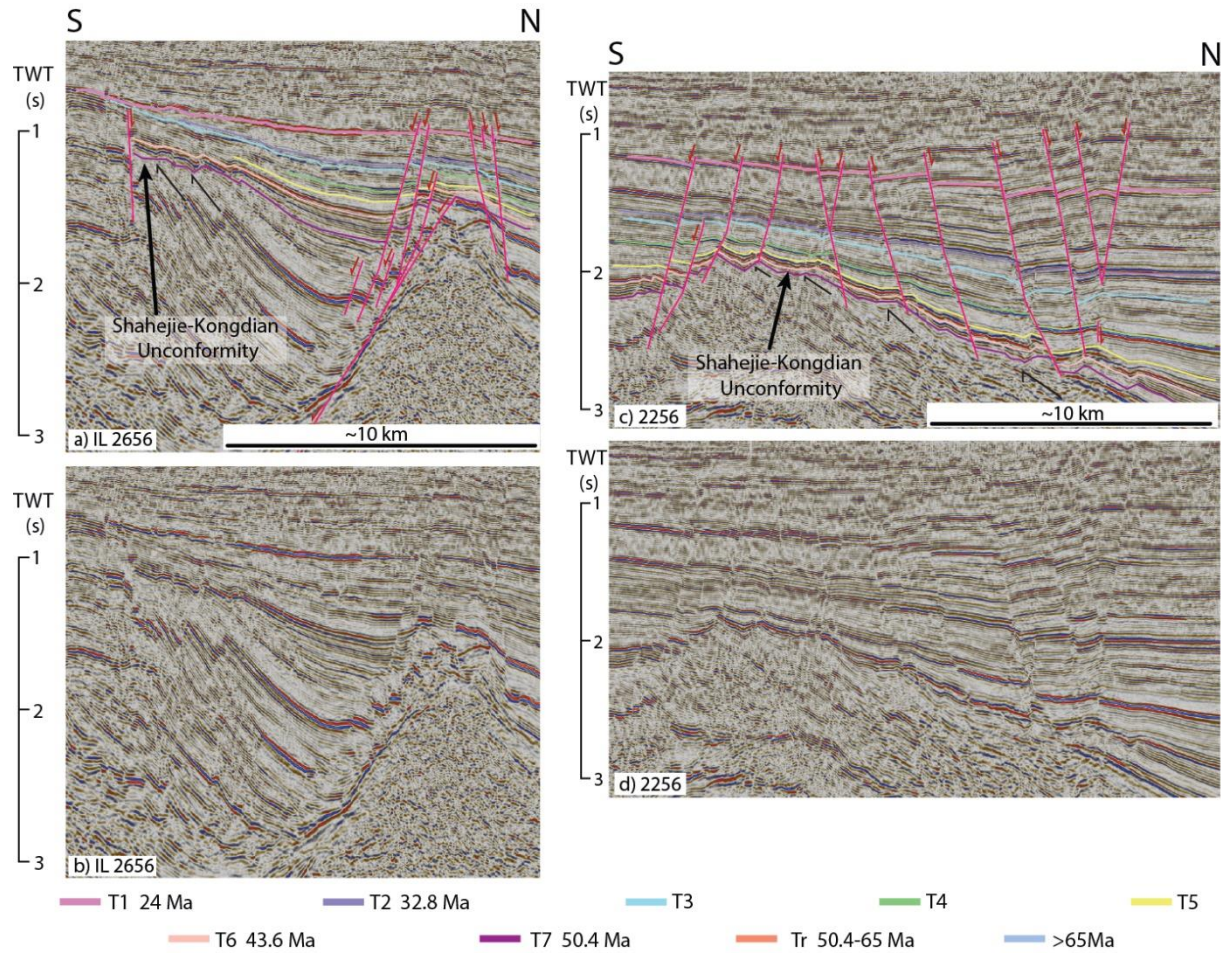 S N
TWT
(s)
1
2
3
Shahejie-Kongdian
Unconformity
a) IL 2656
~10 km
S N
TWT
(s)
1
2
3
Shahejie-Kongdian
Unconformity
c) 2256
~10 km
TWT
(s)
1
2
3
b) IL 2656
TWT
(s)
1
2
3
d) 2256
T1 24 Ma T2 32.8 Ma T3 T4 T5
T6 43.6 Ma T7 50.4 Ma Tr 50.4-65 Ma >65Ma